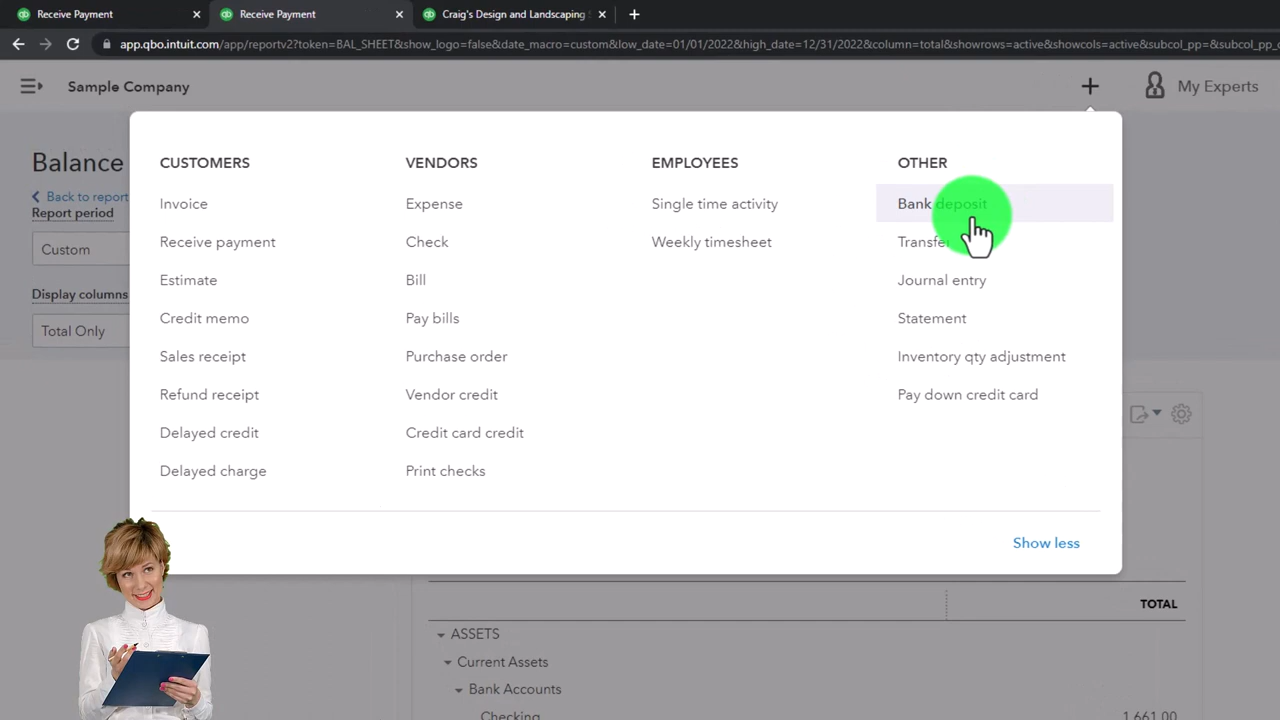 Receive Payment
Receive Payment
Craig's Design and Landscaping
app.qbo.intuit.com/app/reportv2?token=BAL_SHEET&show_logo=false&date_macro=custom&low_date=01/01/2022&high_date=12/31/2022&column=total&showrows=active&showcols=active&subcol_pp=&subcol_pp_
Sample Company
My Experts
Balance
Back to report
Report period
Custom
Display columns
Total Only
CUSTOMERS
Invoice
Receive payment
Estimate
Credit memo
Sales receipt
Refund receipt
Delayed credit
Delayed charge
VENDORS
Expense
Check
Bill
Pay bills
Purchase order
Vendor credit
Credit card credit
Print checks
EMPLOYEES
Single time activity
Weekly timesheet
OTHER
Bank deposit
Transfer
Journal entry
Statement
Inventory qty adjustment
Pay down credit card
Show less
TOTAL
ASSETS
Current Assets
Bank Accounts
Checking
1,661.00